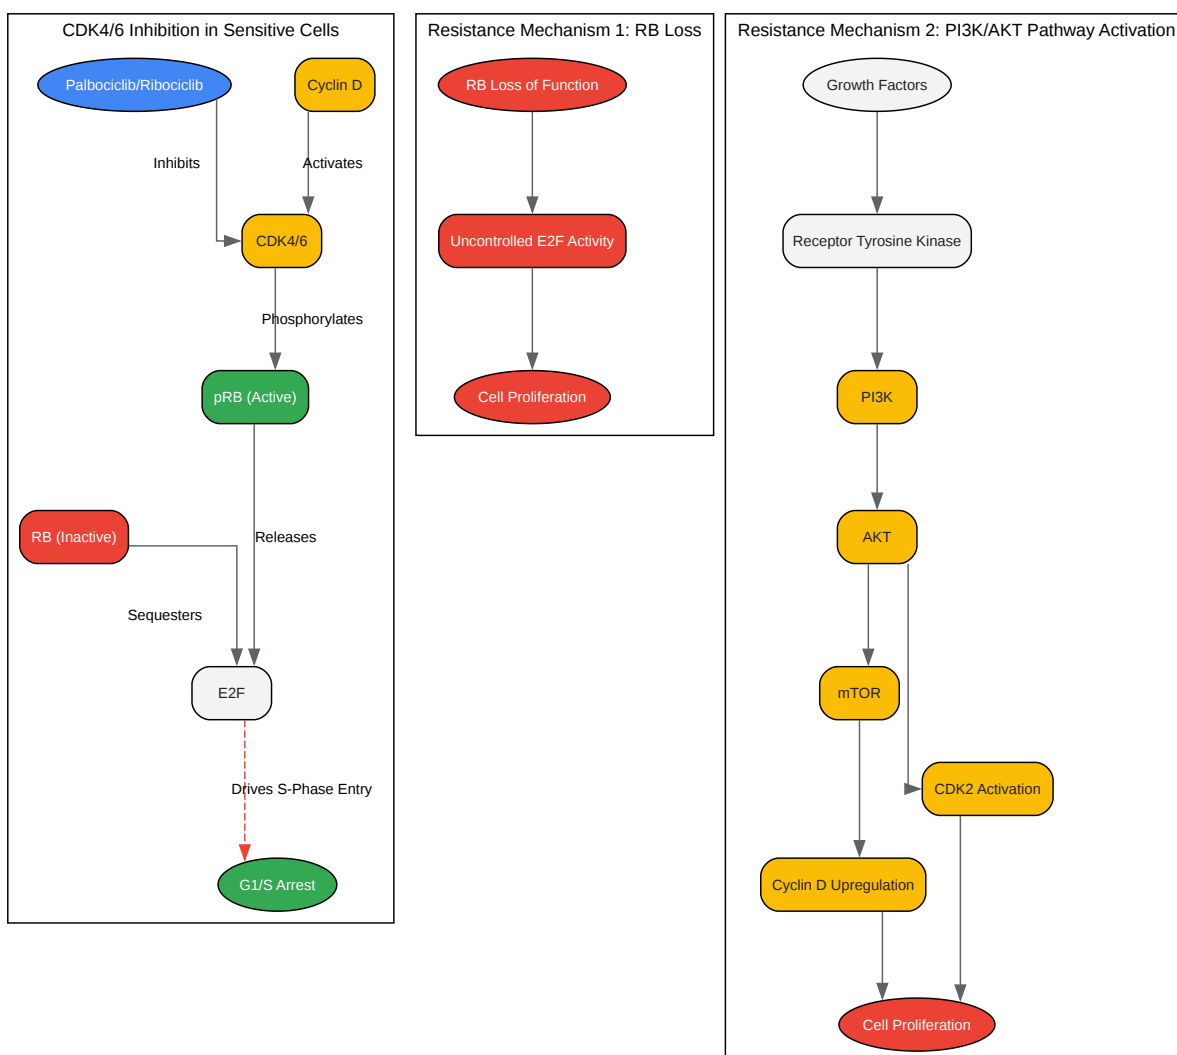 CDK4/6 Inhibition in Sensitive Cells
Palbociclib/Ribociclib
Cyclin D
Inhibits
Activates
CDK4/6
Phosphorylates
pRB (Active)
RB (Inactive)
Releases
Sequesters
E2F
Drives S-Phase Entry
G1/S Arrest
Resistance Mechanism 1: RB Loss
RB Loss of Function
Uncontrolled E2F Activity
Cell Proliferation
Resistance Mechanism 2: PI3K/AKT Pathway Activation
Growth Factors
Receptor Tyrosine Kinase
PI3K
AKT
mTOR
CDK2 Activation
Cyclin D Upregulation
Cell Proliferation